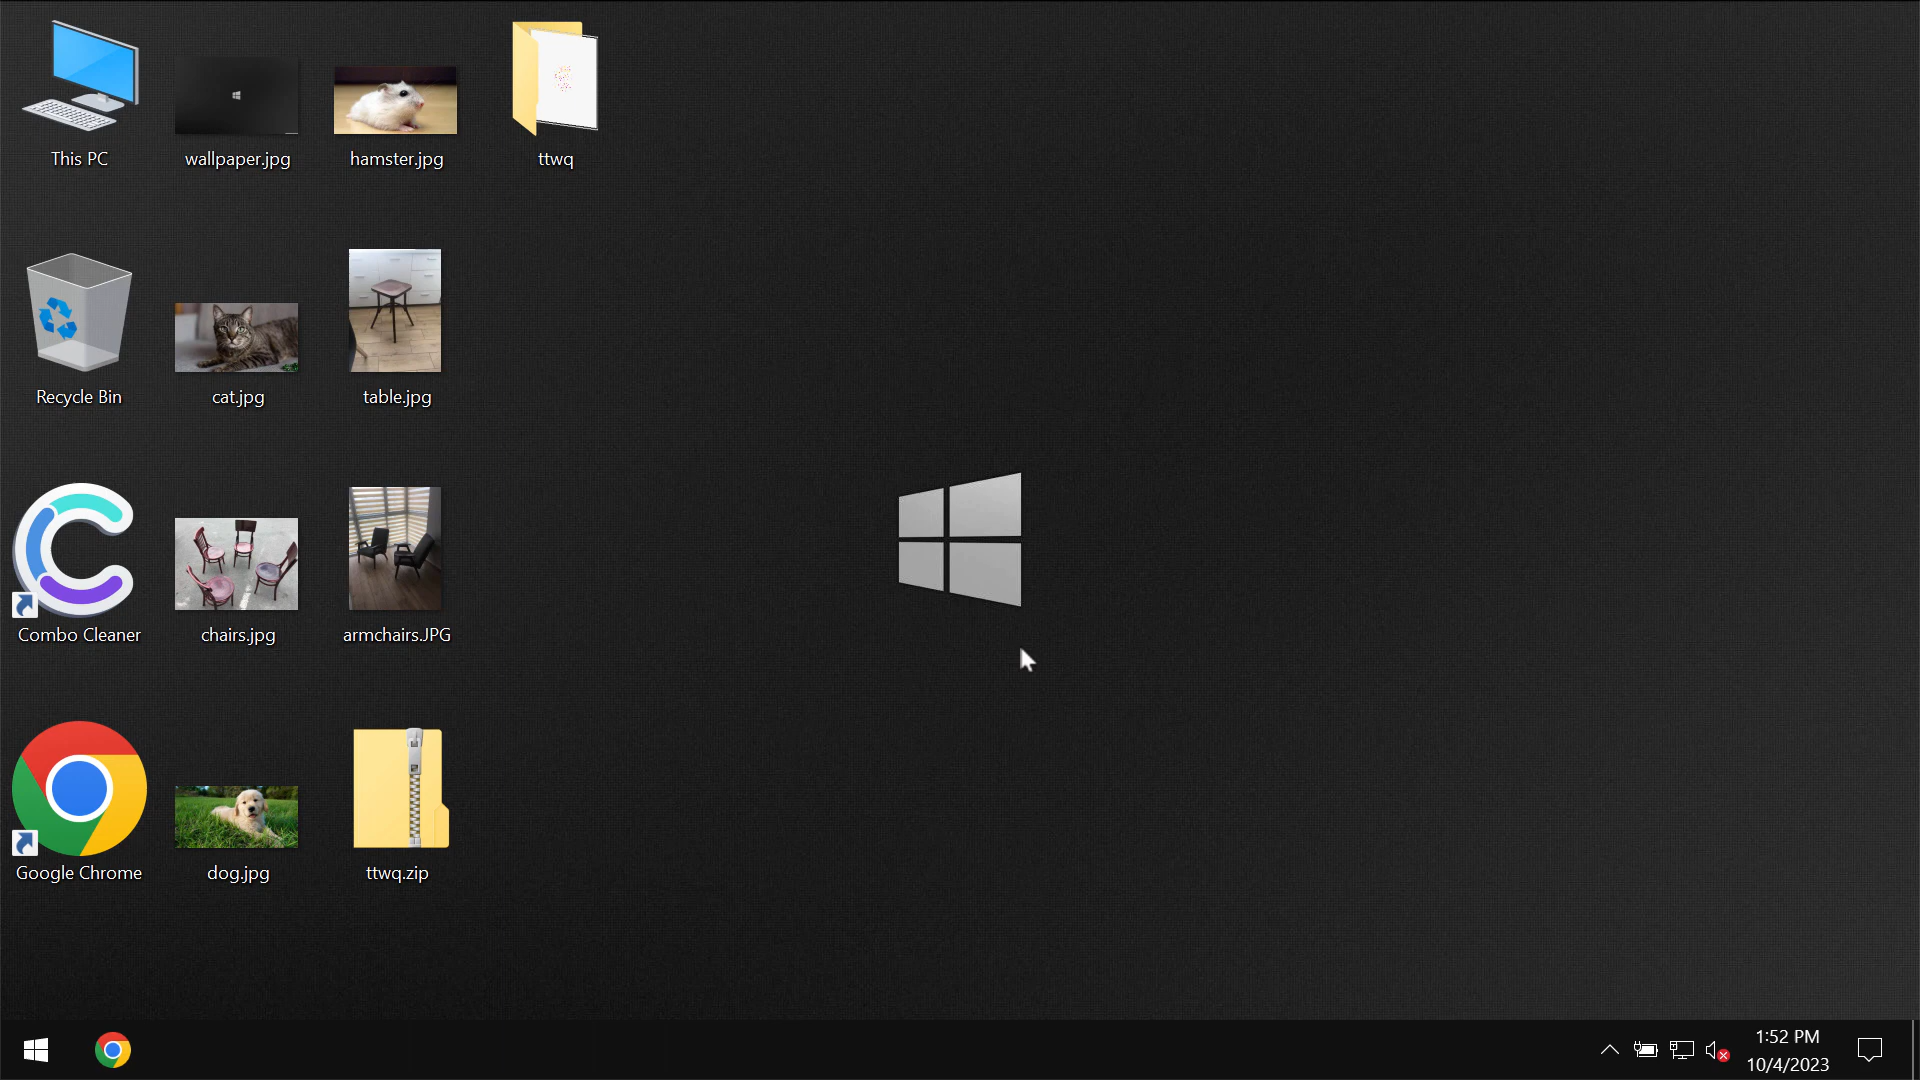 This PC
wallpaper.jpg
hamster.jpg
ttwq
Recycle Bin
cat.jpg
table.jpg
Combo Cleaner
chairs.jpg
armchairs.JPG
Google Chrome
dog.jpg
ttwq.zip
1:52 PM
10/4/2023